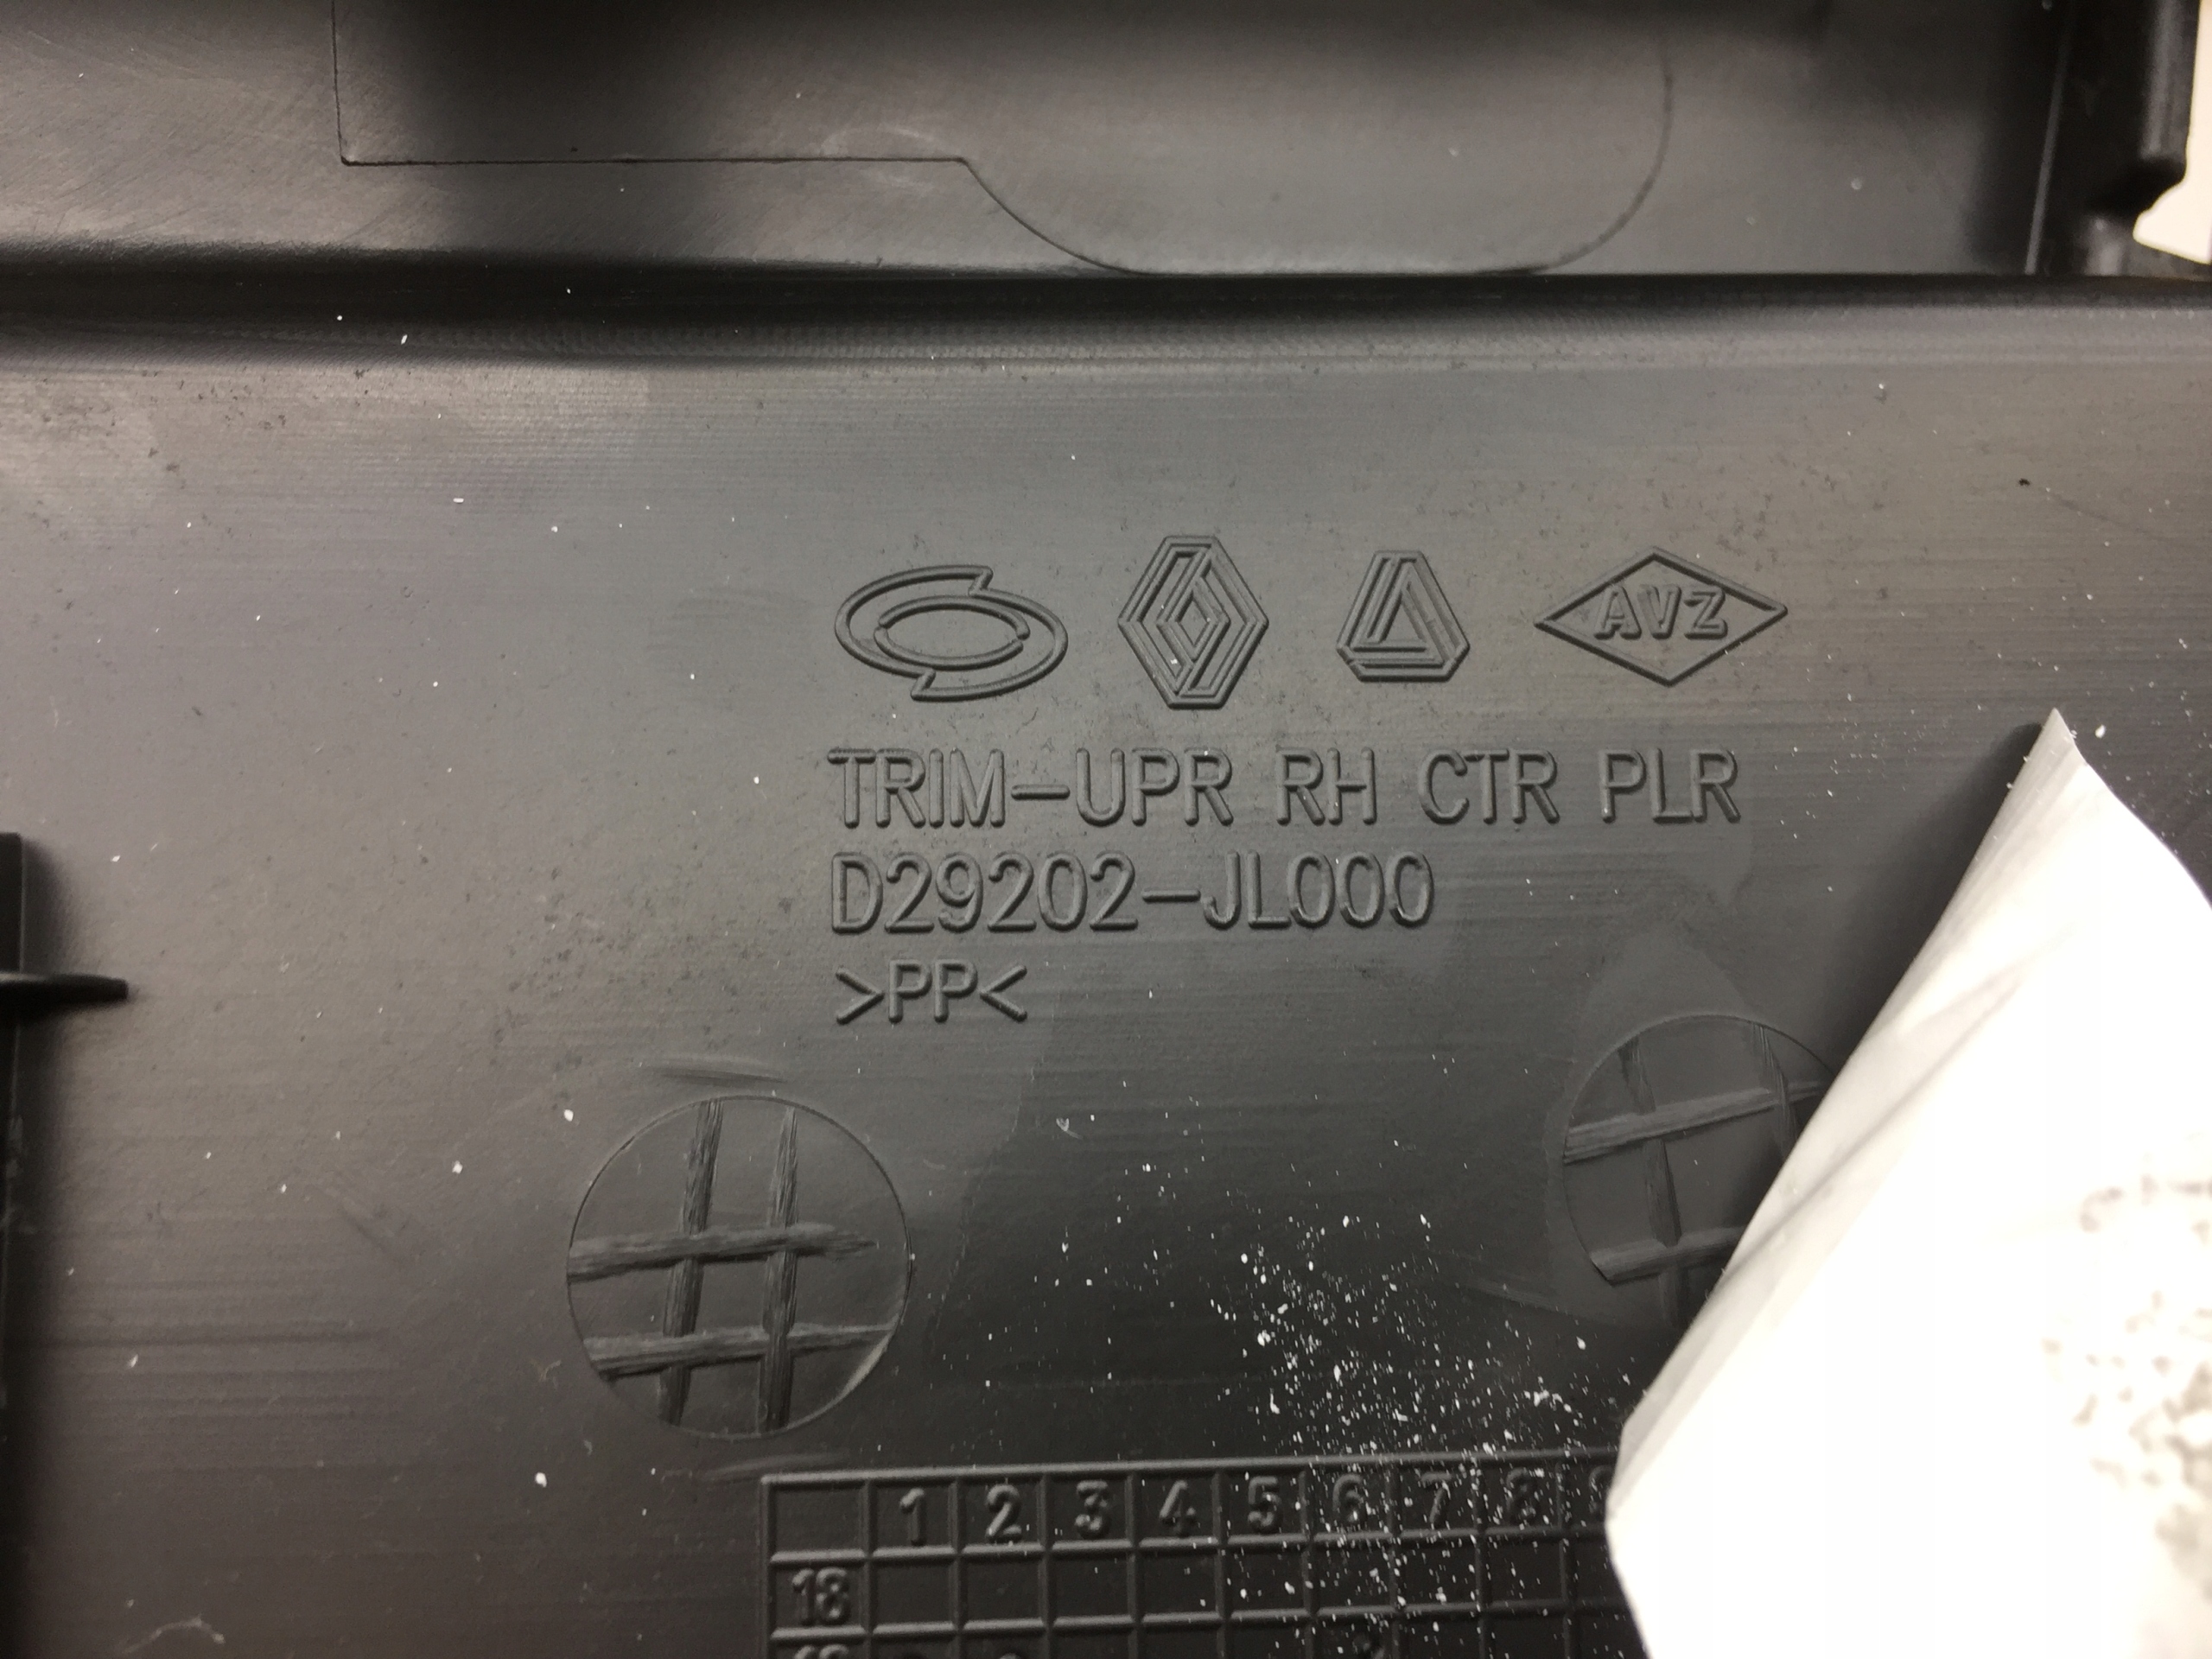 AVZ
TRIM-UPR RH CTR PLR
D29202-JL000
>PP<
1 2 3 4 5 6 7 8
18